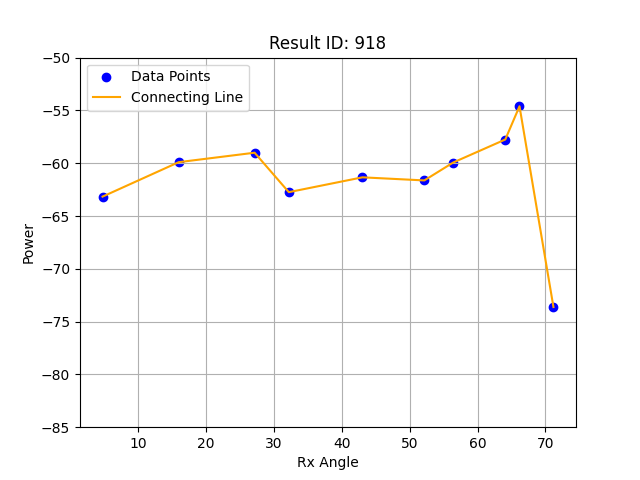 Result ID: 918
Data Points
Connecting Line
−50
−55
−60
−65
−70
−75
−80
−85
Power
10 20 30 40 50 60 70
Rx Angle